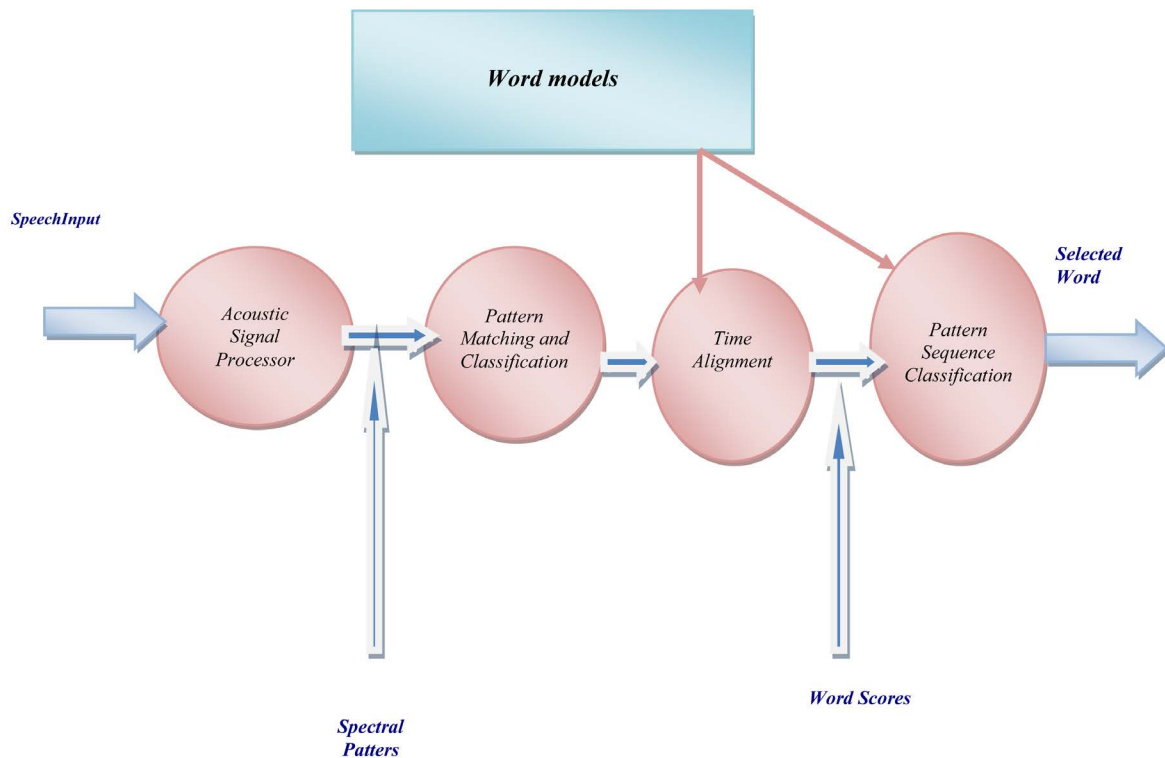 Word models
SpeechInput
Acoustic
Signal
Processor
Pattern
Matching and
Classification
Time
Alignment
Pattern
Sequence
Classification
Selected
Word
Spectral
Patters
Word Scores